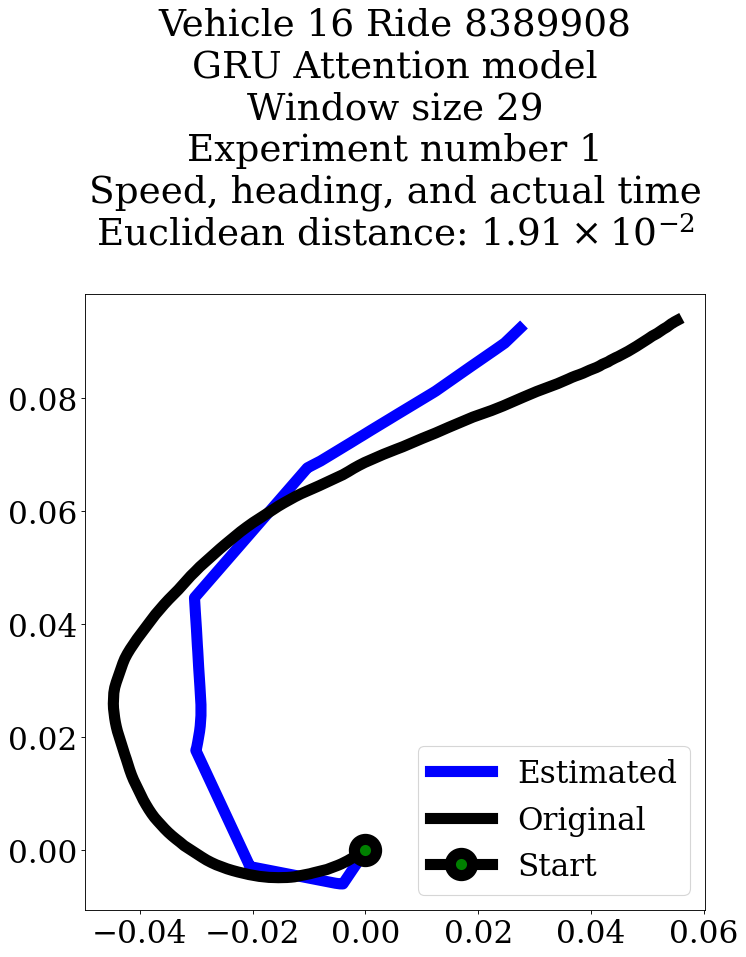 Vehicle 16 Ride 8389908
GRU Attention model
Window size 29
Experiment number 1
Speed, heading, and actual time
Euclidean distance: 1.91 × 10⁻²
0.08
0.06
0.04
0.02
0.00
Estimated
Original
Start
−0.04 −0.02 0.00 0.02 0.04 0.06